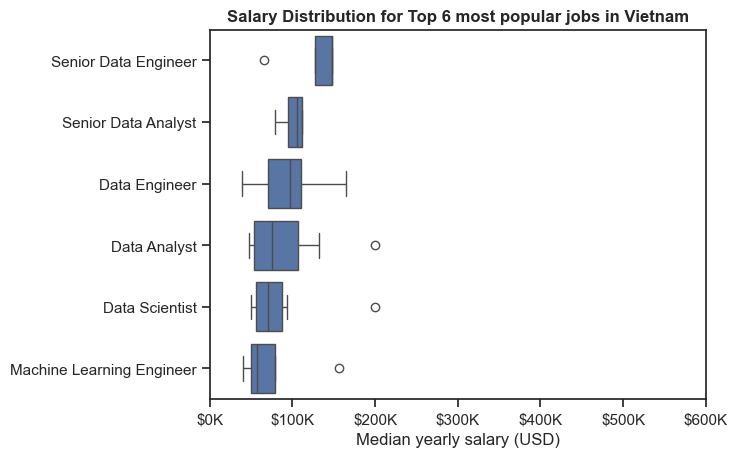 Salary Distribution for Top 6 most popular jobs in Vietnam
Senior Data Engineer
Senior Data Analyst
Data Engineer
Data Analyst
Data Scientist
Machine Learning Engineer
$0K $100K $200K $300K $400K $500K $600K
Median yearly salary (USD)